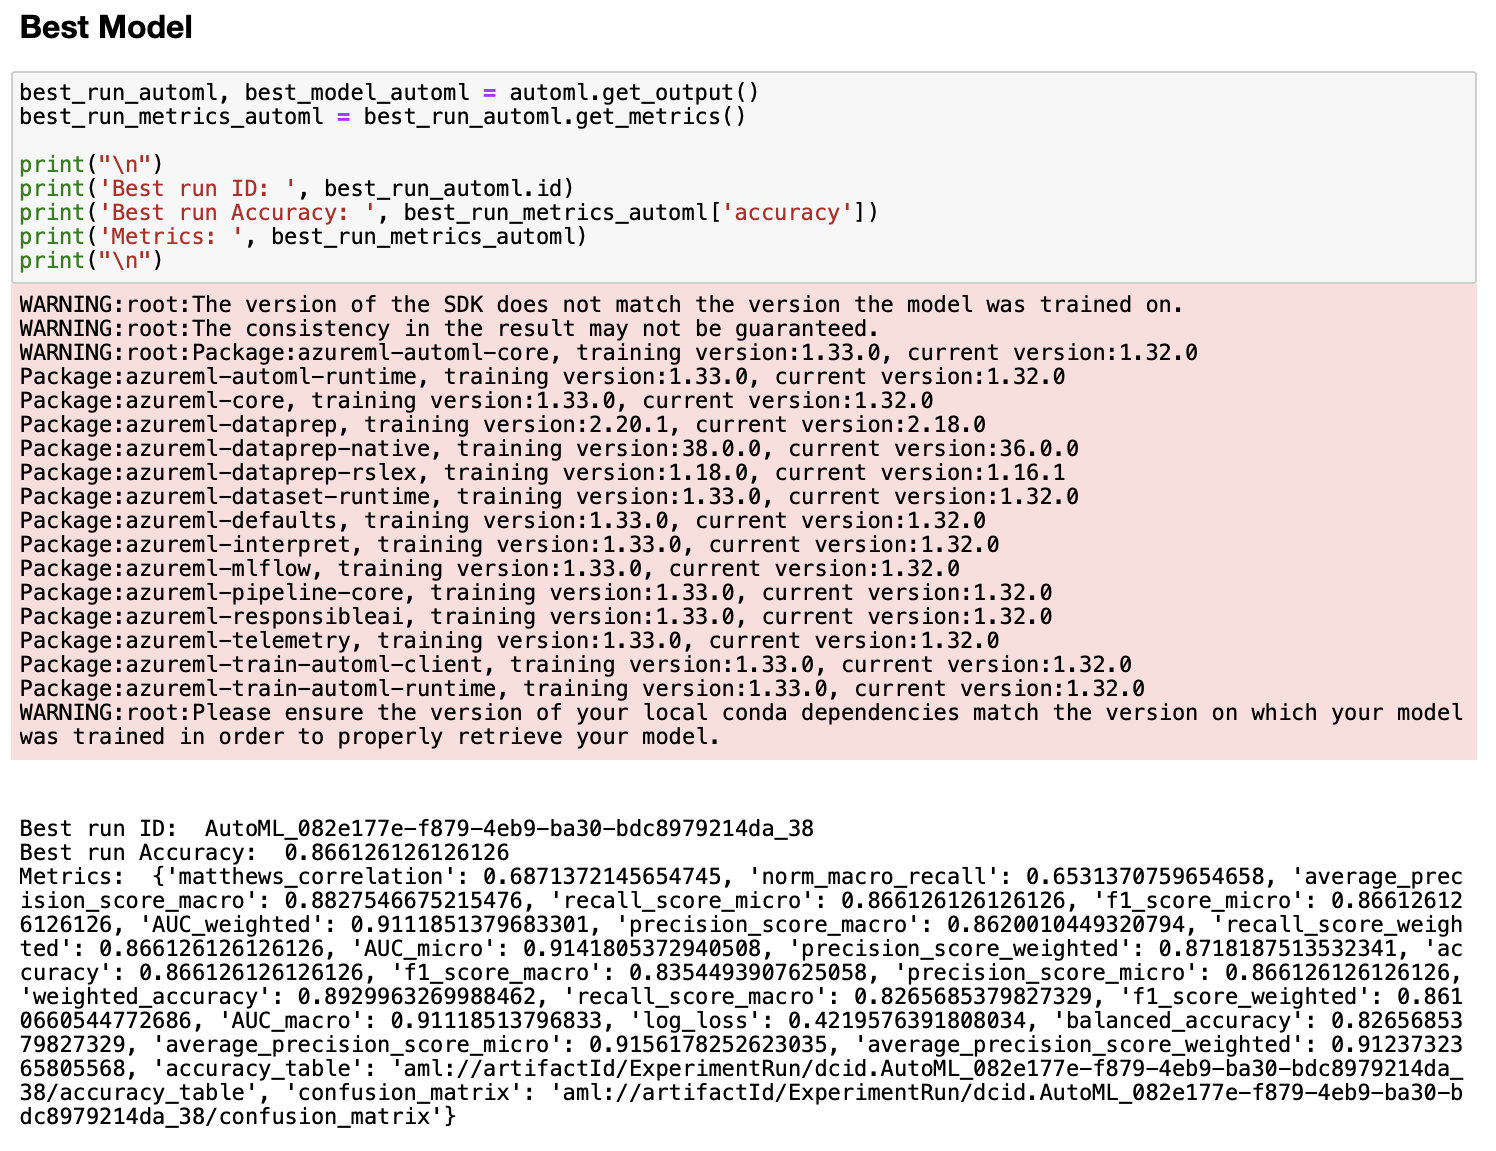 Best Model
best_run_automl, best_model_automl = automl.get_output()
best_run_metrics_automl = best_run_automl.get_metrics()
print("\n")
print('Best run ID: ', best_run_automl.id)
print('Best run Accuracy: ', best_run_metrics_automl['accuracy'])
print('Metrics: ', best_run_metrics_automl)
print("\n")
WARNING:root:The version of the SDK does not match the version the model was trained on.
WARNING:root:The consistency in the result may not be guaranteed.
WARNING:root:Package:azureml-automl-core, training version:1.33.0, current version:1.32.0
Package:azureml-automl-runtime, training version:1.33.0, current version:1.32.0
Package:azureml-core, training version:1.33.0, current version:1.32.0
Package:azureml-dataprep, training version:2.20.1, current version:2.18.0
Package:azureml-dataprep-native, training version:38.0.0, current version:36.0.0
Package:azureml-dataprep-rslex, training version:1.18.0, current version:1.16.1
Package:azureml-dataset-runtime, training version:1.33.0, current version:1.32.0
Package:azureml-defaults, training version:1.33.0, current version:1.32.0
Package:azureml-interpret, training version:1.33.0, current version:1.32.0
Package:azureml-mlflow, training version:1.33.0, current version:1.32.0
Package:azureml-pipeline-core, training version:1.33.0, current version:1.32.0
Package:azureml-responsibleai, training version:1.33.0, current version:1.32.0
Package:azureml-telemetry, training version:1.33.0, current version:1.32.0
Package:azureml-train-automl-client, training version:1.33.0, current version:1.32.0
Package:azureml-train-automl-runtime, training version:1.33.0, current version:1.32.0
WARNING:root:Please ensure the version of your local conda dependencies match the version on which your model
was trained in order to properly retrieve your model.
Best run ID:  AutoML_082e177e-f879-4eb9-ba30-bdc8979214da_38
Best run Accuracy:  0.866126126126126
Metrics:  {'matthews_correlation': 0.6871372145654745, 'norm_macro_recall': 0.6531370759654658, 'average_prec
ision_score_macro': 0.8827546675215476, 'recall_score_micro': 0.866126126126126, 'f1_score_micro': 0.86612612
6126126, 'AUC_weighted': 0.9111851379683301, 'precision_score_macro': 0.8620010449320794, 'recall_score_weigh
ted': 0.866126126126126, 'AUC_micro': 0.9141805372940508, 'precision_score_weighted': 0.8718187513532341, 'ac
curacy': 0.866126126126126, 'f1_score_macro': 0.8354493907625058, 'precision_score_micro': 0.866126126126126,
'weighted_accuracy': 0.8929963269988462, 'recall_score_macro': 0.8265685379827329, 'f1_score_weighted': 0.861
0660544772686, 'AUC_macro': 0.91118513796833, 'log_loss': 0.4219576391808034, 'balanced_accuracy': 0.82656853
79827329, 'average_precision_score_micro': 0.9156178252623035, 'average_precision_score_weighted': 0.91237323
65805568, 'accuracy_table': 'aml://artifactId/ExperimentRun/dcid.AutoML_082e177e-f879-4eb9-ba30-bdc8979214da_
38/accuracy_table', 'confusion_matrix': 'aml://artifactId/ExperimentRun/dcid.AutoML_082e177e-f879-4eb9-ba30-b
dc8979214da_38/confusion_matrix'}